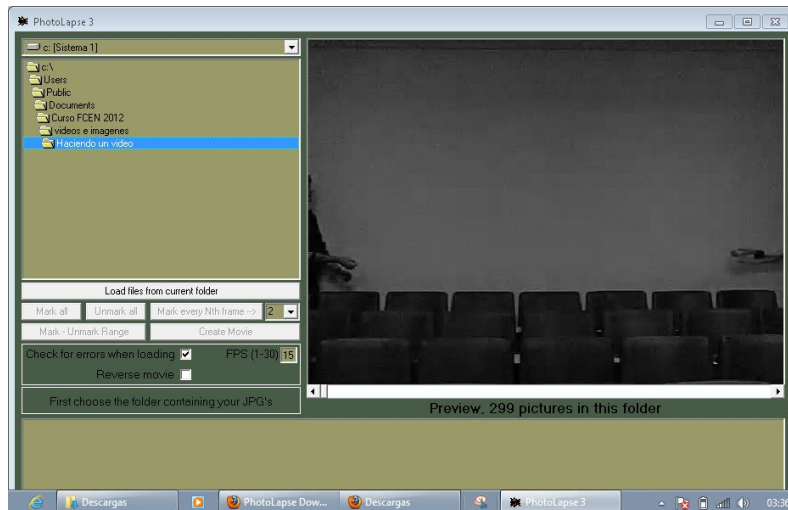 PhotoLapse 3
c: [Sistema 1]
c:\
Users
Public
Documents
Curso FCEN 2012
videos e imagenes
Haciendo un video
Load files from current folder
Mark all Unmark all Mark every Nth frame --> 2
Mark - Unmark Range Create Movie
Check for errors when loading FPS (1-30) 15
Reverse movie
First choose the folder containing your JPG's
Preview, 299 pictures in this folder
Descargas PhotoLapse Dow... Descargas PhotoLapse 3 03:36